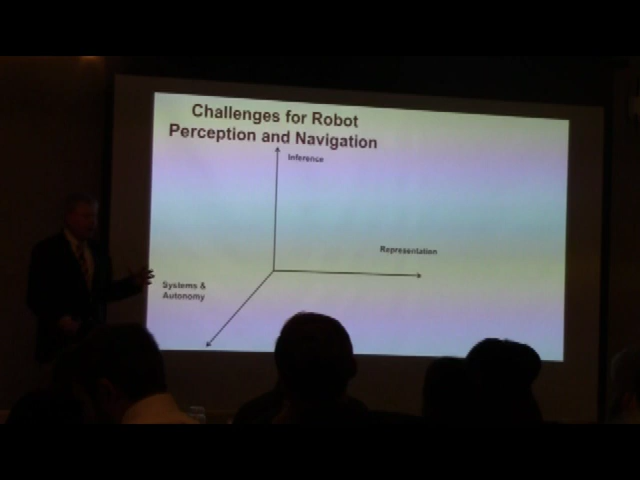 Challenges for Robot
Perception and Navigation
Inference
Representation
Systems &
Autonomy